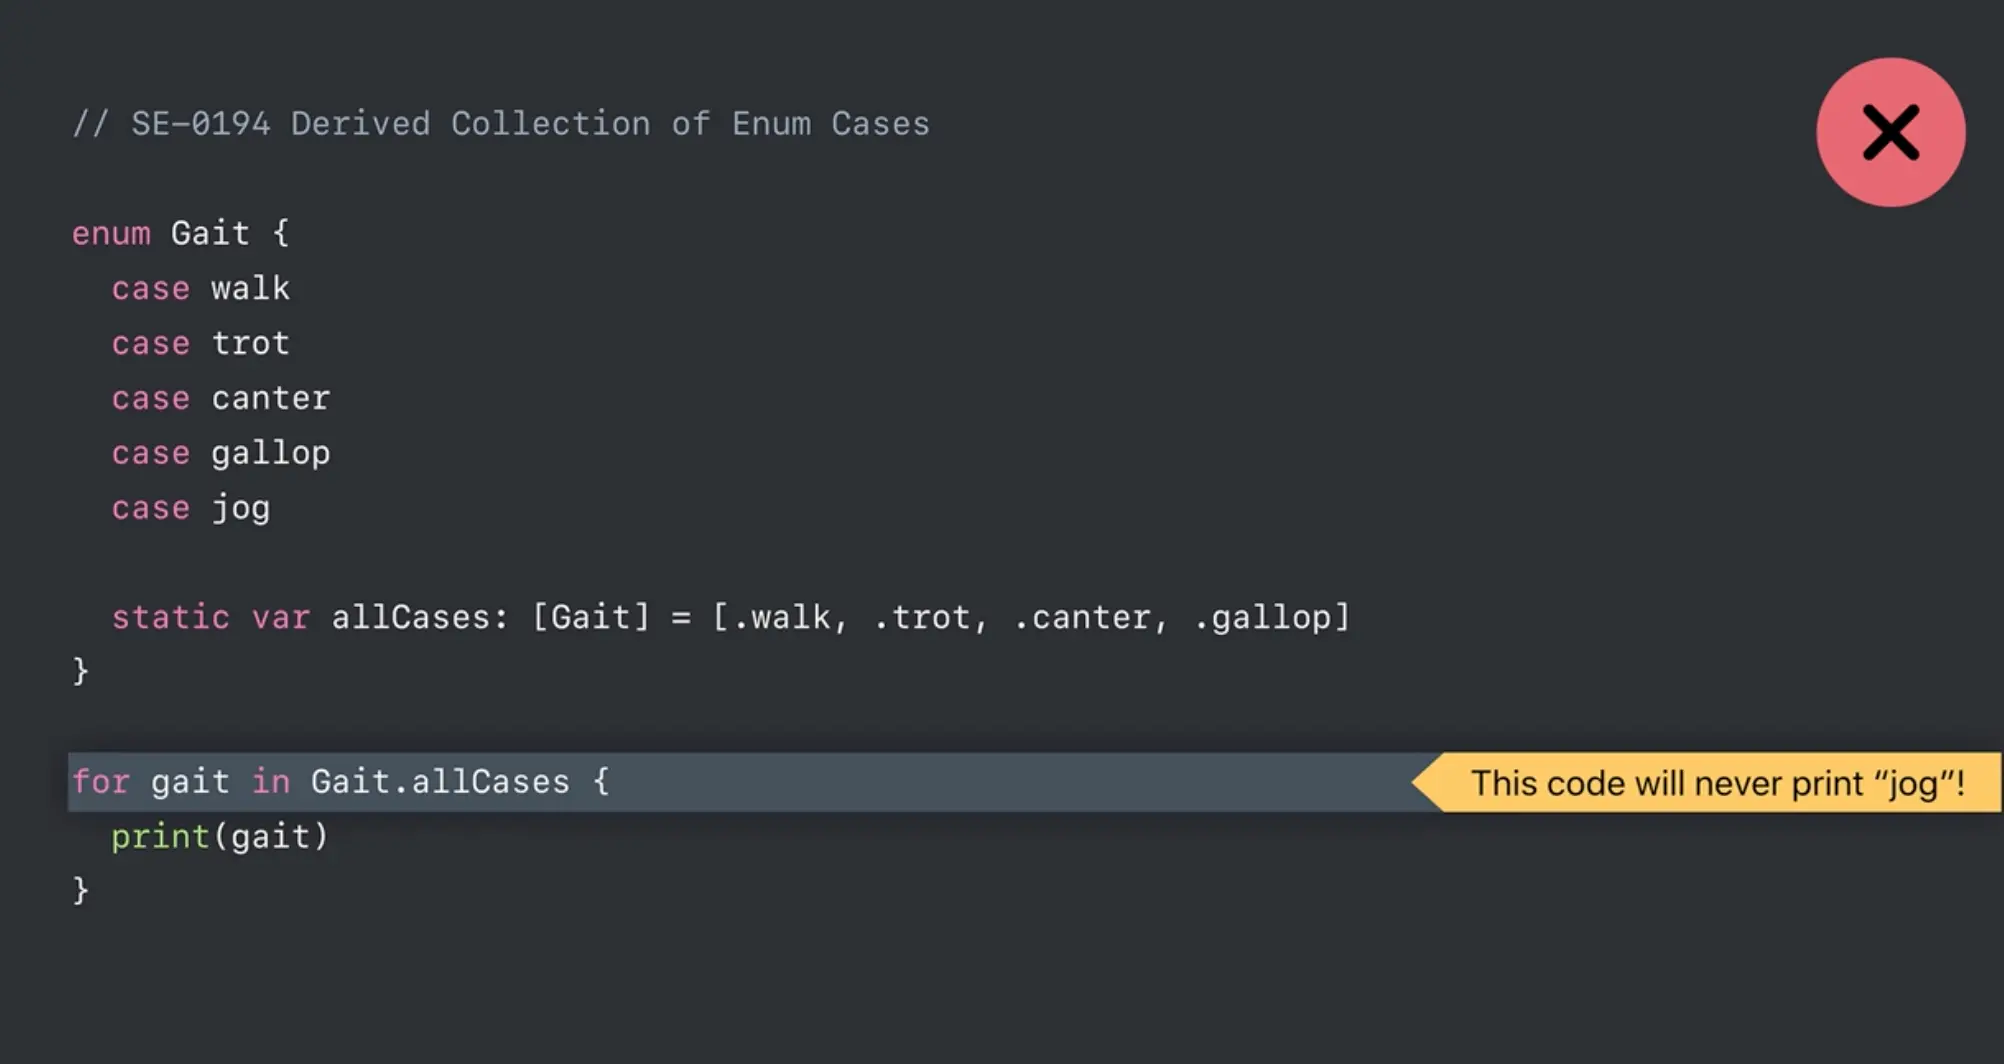 // SE-0194 Derived Collection of Enum Cases
enum Gait {
  case walk
  case trot
  case canter
  case gallop
  case jog
  static var allCases: [Gait] = [.walk, .trot, .canter, .gallop]
}
for gait in Gait.allCases {
This code will never print “jog”!
  print(gait)
}